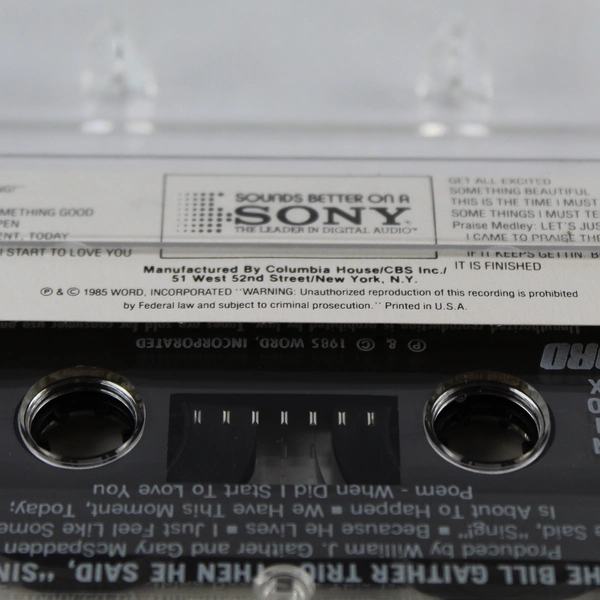 NG!"
METHING GOOD
PEN
ENT, TODAY
I START TO LOVE YOU
SOUNDS BETTER ON A
SONY
THE LEADER IN DIGITAL AUDIO™
GET ALL EXCITED
SOMETHING BEAUTIFUL
THIS IS THE TIME I MUST
SOME THINGS I MUST TE
Praise Medley: LET'S JUS
I CAME TO PRAISE THE
IF IT KEEPS GETTIN' B
IT IS FINISHED
Manufactured By Columbia House/CBS Inc./
51 West 52nd Street/New York, N.Y.
℗ & © 1985 WORD, INCORPORATED "WARNING: Unauthorized reproduction of this recording is prohibited
by Federal law and subject to criminal prosecution." Printed in U.S.A.
THE BILL GAITHER TRIO • THEN HE SAID, "SIN
Produced by William J. Gaither and Gary McSpadden
e Said, "Sing!" ■ Because He Lives ■ I Just Feel Like Some
Is About To Happen ■ We Have This Moment, Today;
Poem - When Did I Start To Love You
℗ & © 1985 WORD, INCORPORATED
ORD